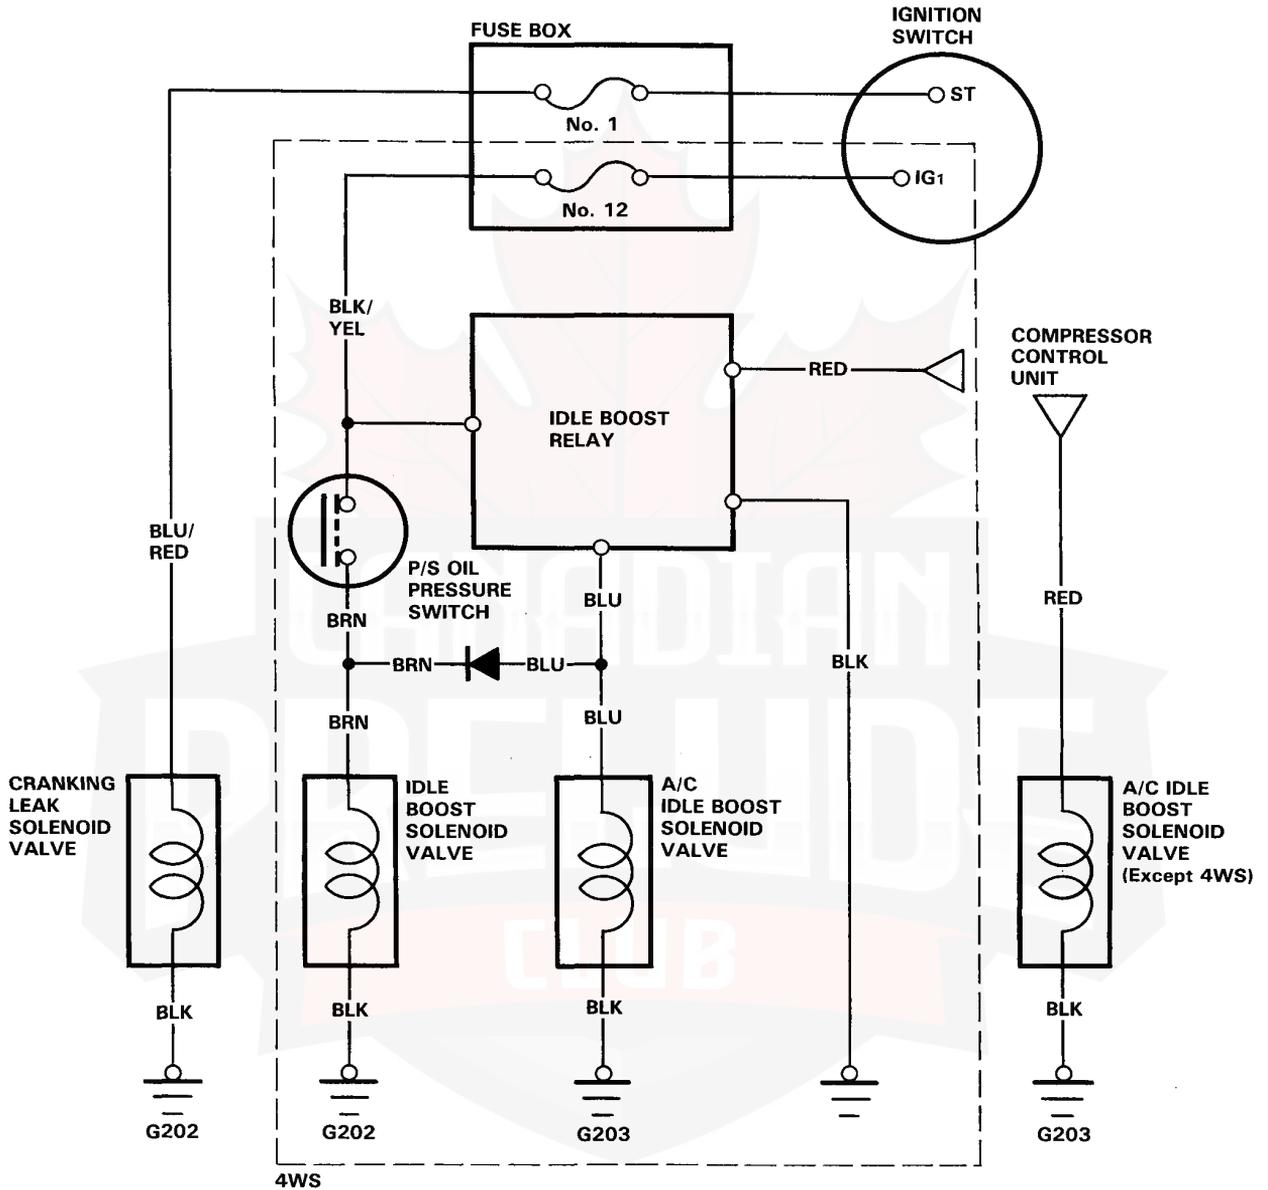 IGNITION
SWITCH
FUSE BOX
ST
No. 1
IG1
No. 12
BLK/
YEL
COMPRESSOR
CONTROL
UNIT
RED
IDLE BOOST
RELAY
BLU/
RED
P/S OIL
PRESSURE
SWITCH
BLU
RED
BRN
BRN
BLU
BLK
BRN
BLU
CRANKING
LEAK
SOLENOID
VALVE
IDLE
BOOST
SOLENOID
VALVE
A/C
IDLE BOOST
SOLENOID
VALVE
A/C IDLE
BOOST
SOLENOID
VALVE
(Except 4WS)
BLK
BLK
BLK
BLK
G202
G202
G203
G203
4WS
CANADIAN
PRELUDE
CLUB